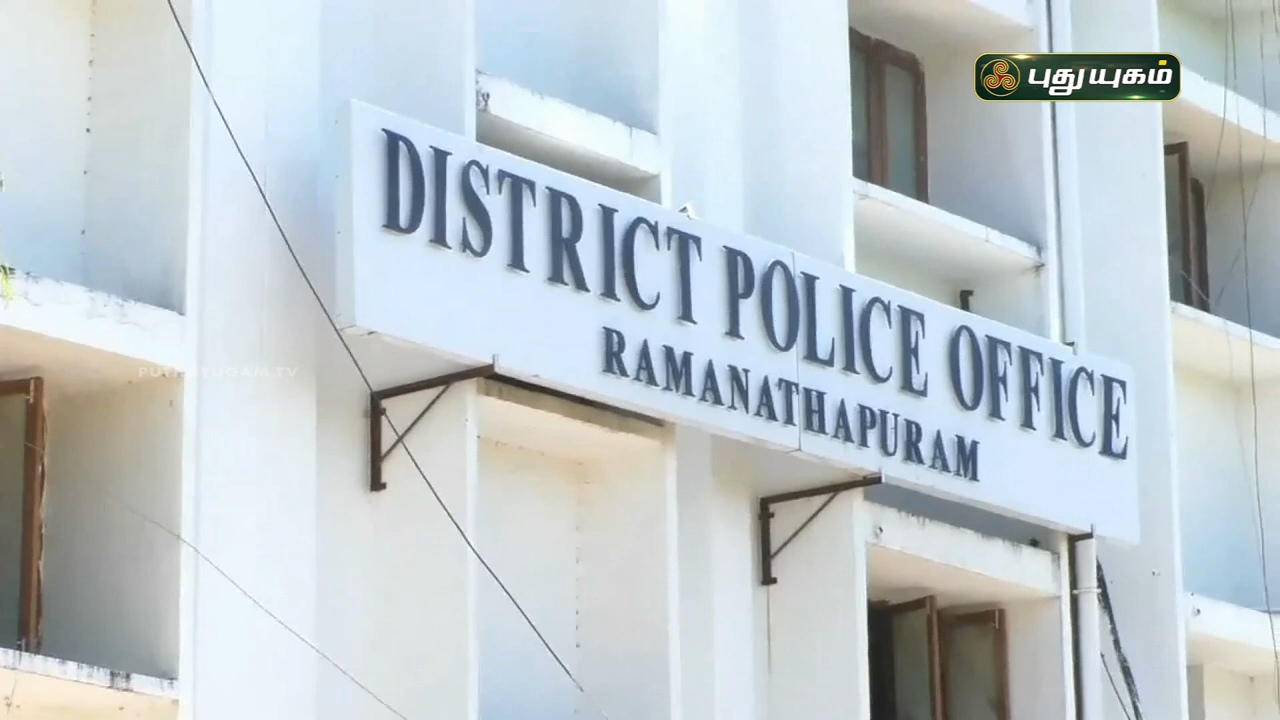 புதுயுகம்
DISTRICT POLICE OFFICE
RAMANATHAPURAM
PUTHUYUGAM.TV